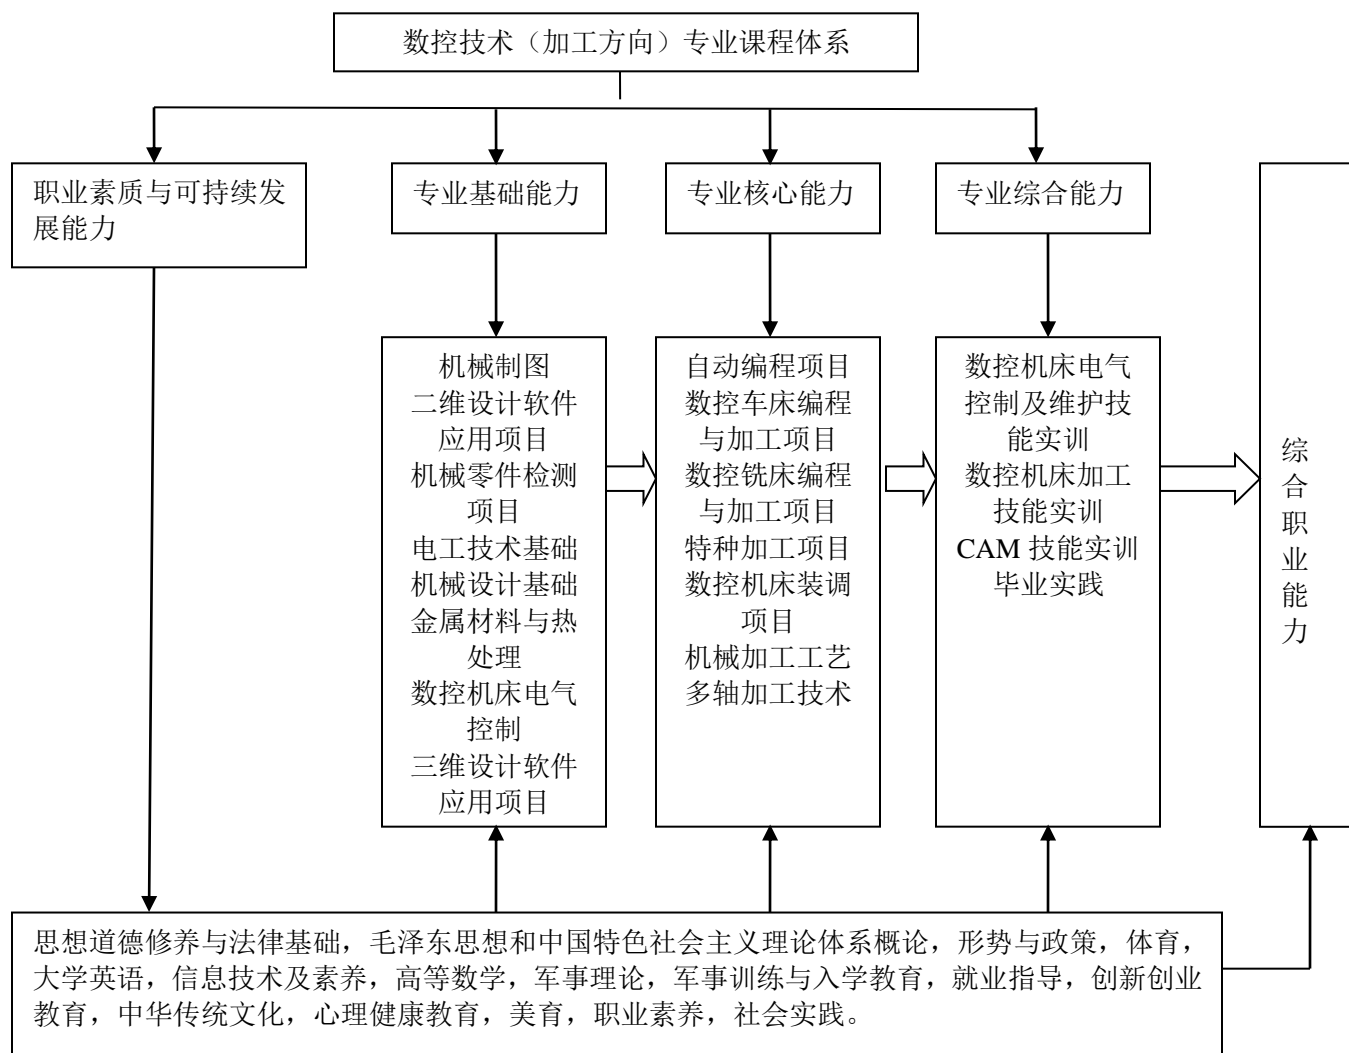 数控技术（加工方向）专业课程体系
职业素质与可持续发
展能力
专业基础能力
专业核心能力
专业综合能力
机械制图
二维设计软件
应用项目
机械零件检测
项目
电工技术基础
机械设计基础
金属材料与热
处理
数控机床电气
控制
三维设计软件
应用项目
自动编程项目
数控车床编程
与加工项目
数控铣床编程
与加工项目
特种加工项目
数控机床装调
项目
机械加工工艺
多轴加工技术
数控机床电气
控制及维护技
能实训
数控机床加工
技能实训
CAM 技能实训
毕业实践
综
合
职
业
能
力
思想道德修养与法律基础，毛泽东思想和中国特色社会主义理论体系概论，形势与政策，体育，
大学英语，信息技术及素养，高等数学，军事理论，军事训练与入学教育，就业指导，创新创业
教育，中华传统文化，心理健康教育，美育，职业素养，社会实践。